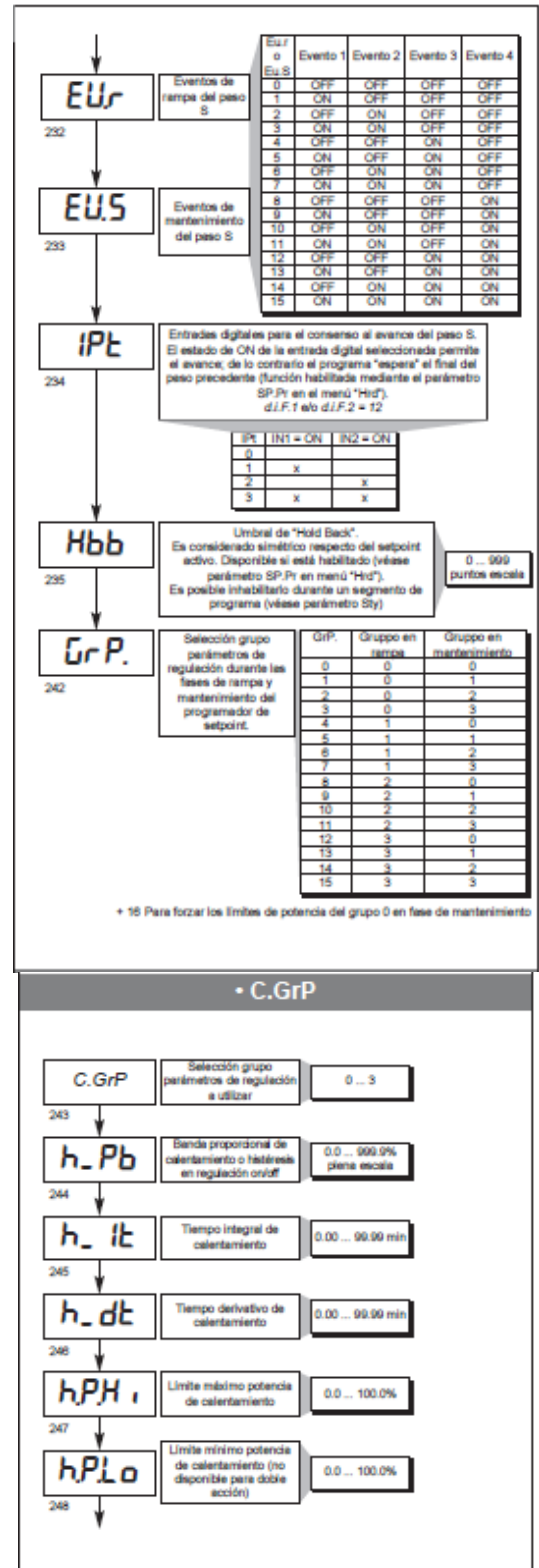 EU.r
232
Eventos de
rampa del paso
S
Eu.r
o
Eu.S
Evento 1 Evento 2 Evento 3 Evento 4
0 OFF OFF OFF OFF
1 ON OFF OFF OFF
2 OFF ON OFF OFF
3 ON ON OFF OFF
4 OFF OFF ON OFF
5 ON OFF ON OFF
6 OFF ON ON OFF
7 ON ON ON OFF
8 OFF OFF OFF ON
9 ON OFF OFF ON
10 OFF ON OFF ON
11 ON ON OFF ON
12 OFF OFF ON ON
13 ON OFF ON ON
14 OFF ON ON ON
15 ON ON ON ON
EU.S
233
Eventos de
mantenimiento
del paso S
IPt
234
Entradas digitales para el consenso al avance del paso S.
El estado de ON de la entrada digital seleccionada permite
el avance; de lo contrario el programa "espera" el final del
paso precedente (función habilitada mediante el parámetro
SP.Pr en el menú "Hrd").
d.i.F.1 e/o d.i.F.2 = 12
IPt IN1 = ON IN2 = ON
0
1 x
2 x
3 x x
Hbb
235
Umbral de "Hold Back".
Es considerado simétrico respecto del setpoint
activo. Disponible si está habilitado (véase
parámetro SP.Pr en menú "Hrd").
Es posible inhabilitarlo durante un segmento de
programa (véase parámetro Sty)
0 ... 999
puntos escala
GrP.
242
Selección grupo
parámetros de
regulación durante las
fases de rampa y
mantenimiento del
programador de
setpoint.
GrP. Gruppo en Gruppo en
rampa mantenimiento
0 0 0
1 0 1
2 0 2
3 0 3
4 1 0
5 1 1
6 1 2
7 1 3
8 2 0
9 2 1
10 2 2
11 2 3
12 3 0
13 3 1
14 3 2
15 3 3
+ 16 Para forzar los límites de potencia del grupo 0 en fase de mantenimiento
• C.GrP
C.GrP
243
Selección grupo
parámetros de regulación
a utilizar
0 ... 3
h_Pb
244
Banda proporcional de
calentamiento o histéresis
en regulación on/off
0.0 ... 999.9%
plena escala
h_It
245
Tiempo integral de
calentamiento
0.00 ... 99.99 min
h_dt
246
Tiempo derivativo de
calentamiento
0.00 ... 99.99 min
h.P.Hi
247
Límite máximo potencia
de calentamiento
0.0 ... 100.0%
h.P.Lo
248
Límite mínimo potencia
de calentamiento (no
disponible para doble
acción)
0.0 ... 100.0%